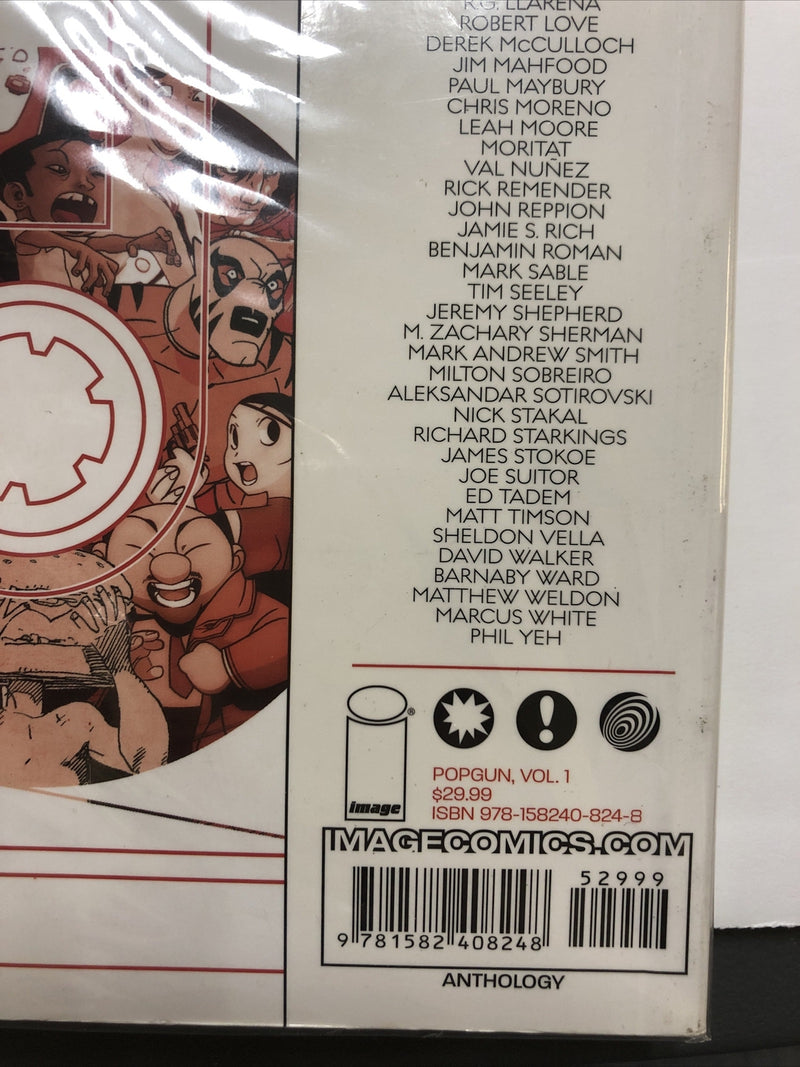 R.G. LLARENA
ROBERT LOVE
DEREK McCULLOCH
JIM MAHFOOD
PAUL MAYBURY
CHRIS MORENO
LEAH MOORE
MORITAT
VAL NUÑEZ
RICK REMENDER
JOHN REPPION
JAMIE S. RICH
BENJAMIN ROMAN
MARK SABLE
TIM SEELEY
JEREMY SHEPHERD
M. ZACHARY SHERMAN
MARK ANDREW SMITH
MILTON SOBREIRO
ALEKSANDAR SOTIROVSKI
NICK STAKAL
RICHARD STARKINGS
JAMES STOKOE
JOE SUITOR
ED TADEM
MATT TIMSON
SHELDON VELLA
DAVID WALKER
BARNABY WARD
MATTHEW WELDON
MARCUS WHITE
PHIL YEH
®
image
POPGUN, VOL. 1
$29.99
ISBN 978-158240-824-8
IMAGECOMICS.COM
52999
9 781582 408248
ANTHOLOGY